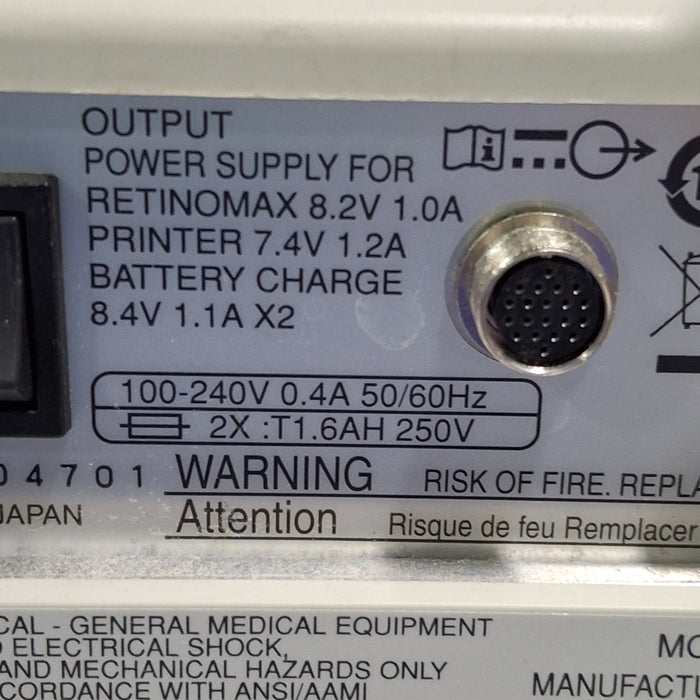 OUTPUT
POWER SUPPLY FOR
RETINOMAX 8.2V 1.0A
PRINTER 7.4V 1.2A
BATTERY CHARGE
8.4V 1.1A X2
100-240V 0.4A 50/60Hz
2X :T1.6AH 250V
04701 WARNING RISK OF FIRE. REPLA
JAPAN Attention Risque de feu Remplacer
CAL - GENERAL MEDICAL EQUIPMENT
ELECTRICAL SHOCK,
AND MECHANICAL HAZARDS ONLY
CCORDANCE WITH ANSI/AAMI
MO
MANUFACTU